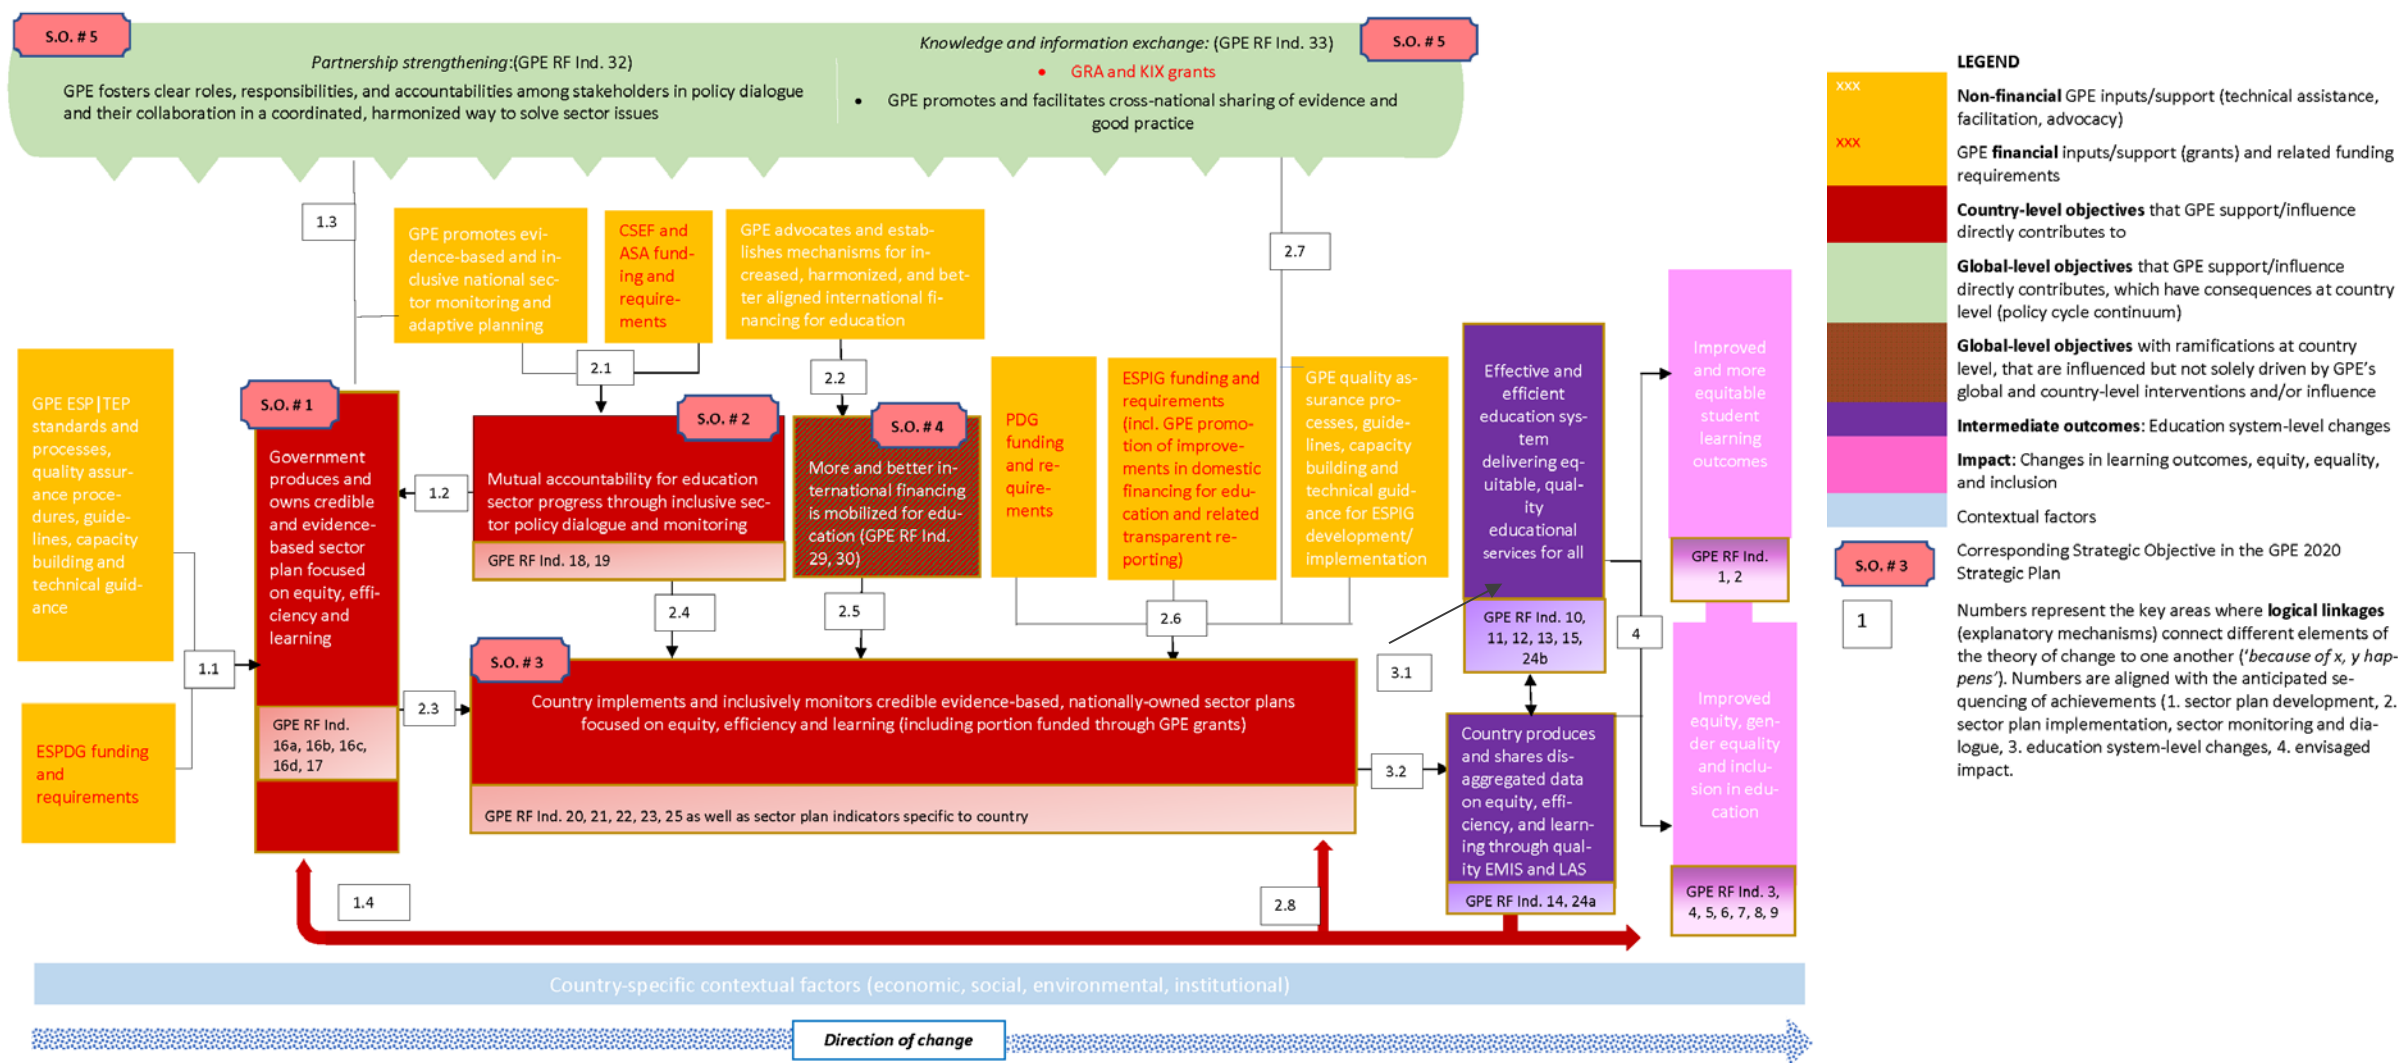 S.O. # 5
Partnership strengthening:(GPE RF Ind. 32)
GPE fosters clear roles, responsibilities, and accountabilities among stakeholders in policy dialogue
and their collaboration in a coordinated, harmonized way to solve sector issues
Knowledge and information exchange: (GPE RF Ind. 33)
S.O. # 5
• GRA and KIX grants
• GPE promotes and facilitates cross-national sharing of evidence and
good practice
1.3
GPE promotes evi-
dence-based and in-
clusive national sec-
tor monitoring and
adaptive planning
CSEF and
ASA fund-
ing and
require-
ments
GPE advocates and estab-
lishes mechanisms for in-
creased, harmonized, and bet-
ter aligned international fi-
nancing for education
2.7
2.1
2.2
GPE ESP|TEP
standards and
processes,
quality assur-
ance proce-
dures, guide-
lines, capacity
building and
technical guid-
ance
1.1
ESPDG funding
and
requirements
S.O. # 1
Government
produces and
owns credible
and evidence-
based sector
plan focused
on equity, effi-
ciency and
learning
GPE RF Ind.
16a, 16b, 16c,
16d, 17
1.2
S.O. # 2
Mutual accountability for education
sector progress through inclusive sec-
tor policy dialogue and monitoring
GPE RF Ind. 18, 19
S.O. # 4
More and better in-
ternational financing
is mobilized for edu-
cation (GPE RF Ind.
29, 30)
PDG
funding
and re-
quire-
ments
ESPIG funding and
requirements
(incl. GPE promo-
tion of improve-
ments in domestic
financing for edu-
cation and related
transparent re-
porting)
GPE quality as-
surance pro-
cesses, guide-
lines, capacity
building and
technical guid-
ance for ESPIG
development/
implementation
2.4
2.5
2.6
2.3
S.O. # 3
Country implements and inclusively monitors credible evidence-based, nationally-owned sector plans
focused on equity, efficiency and learning (including portion funded through GPE grants)
GPE RF Ind. 20, 21, 22, 23, 25 as well as sector plan indicators specific to country
3.1
3.2
Effective and
efficient
education sys-
tem
delivering eq-
uitable, qual-
ity
educational
services for all
GPE RF Ind. 10,
11, 12, 13, 15,
24b
Country produces
and shares dis-
aggregated data
on equity, effi-
ciency, and learn-
ing through qual-
ity EMIS and LAS
GPE RF Ind. 14, 24a
4
Improved
and more
equitable
student
learning
outcomes
GPE RF Ind.
1, 2
Improved
equity, gen-
der equality
and inclu-
sion in edu-
cation
GPE RF Ind. 3,
4, 5, 6, 7, 8, 9
1.4
2.8
Country-specific contextual factors (economic, social, environmental, institutional)
Direction of change
LEGEND
xxx
Non-financial GPE inputs/support (technical assistance,
facilitation, advocacy)
xxx
GPE financial inputs/support (grants) and related funding
requirements
Country-level objectives that GPE support/influence
directly contributes to
Global-level objectives that GPE support/influence
directly contributes, which have consequences at country
level (policy cycle continuum)
Global-level objectives with ramifications at country
level, that are influenced but not solely driven by GPE's
global and country-level interventions and/or influence
Intermediate outcomes: Education system-level changes
Impact: Changes in learning outcomes, equity, equality,
and inclusion
Contextual factors
S.O. # 3
Corresponding Strategic Objective in the GPE 2020
Strategic Plan
1
Numbers represent the key areas where logical linkages
(explanatory mechanisms) connect different elements of
the theory of change to one another ('because of x, y hap-
pens'). Numbers are aligned with the anticipated se-
quencing of achievements (1. sector plan development, 2.
sector plan implementation, sector monitoring and dia-
logue, 3. education system-level changes, 4. envisaged
impact.